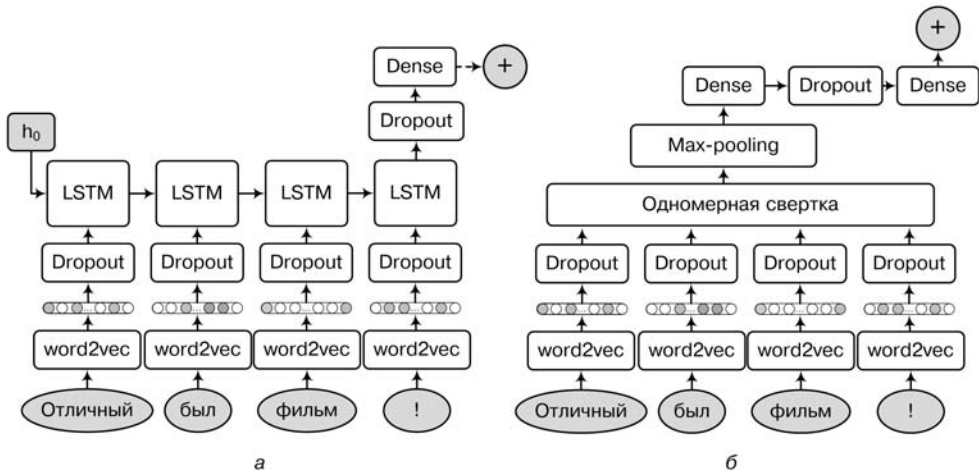 +
Dense
Dropout
h₀
LSTM LSTM LSTM LSTM
Dropout Dropout Dropout Dropout
word2vec word2vec word2vec word2vec
Отличный был фильм !
а
+
Dense Dropout Dense
Max-pooling
Одномерная свертка
Dropout Dropout Dropout Dropout
word2vec word2vec word2vec word2vec
Отличный был фильм !
б